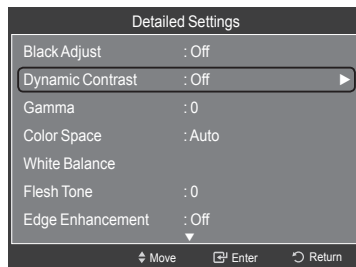 Detailed Settings
Black Adjust : Off
Dynamic Contrast : Off ►
Gamma : 0
Color Space : Auto
White Balance
Flesh Tone : 0
Edge Enhancement : Off
▼
Move Enter Return